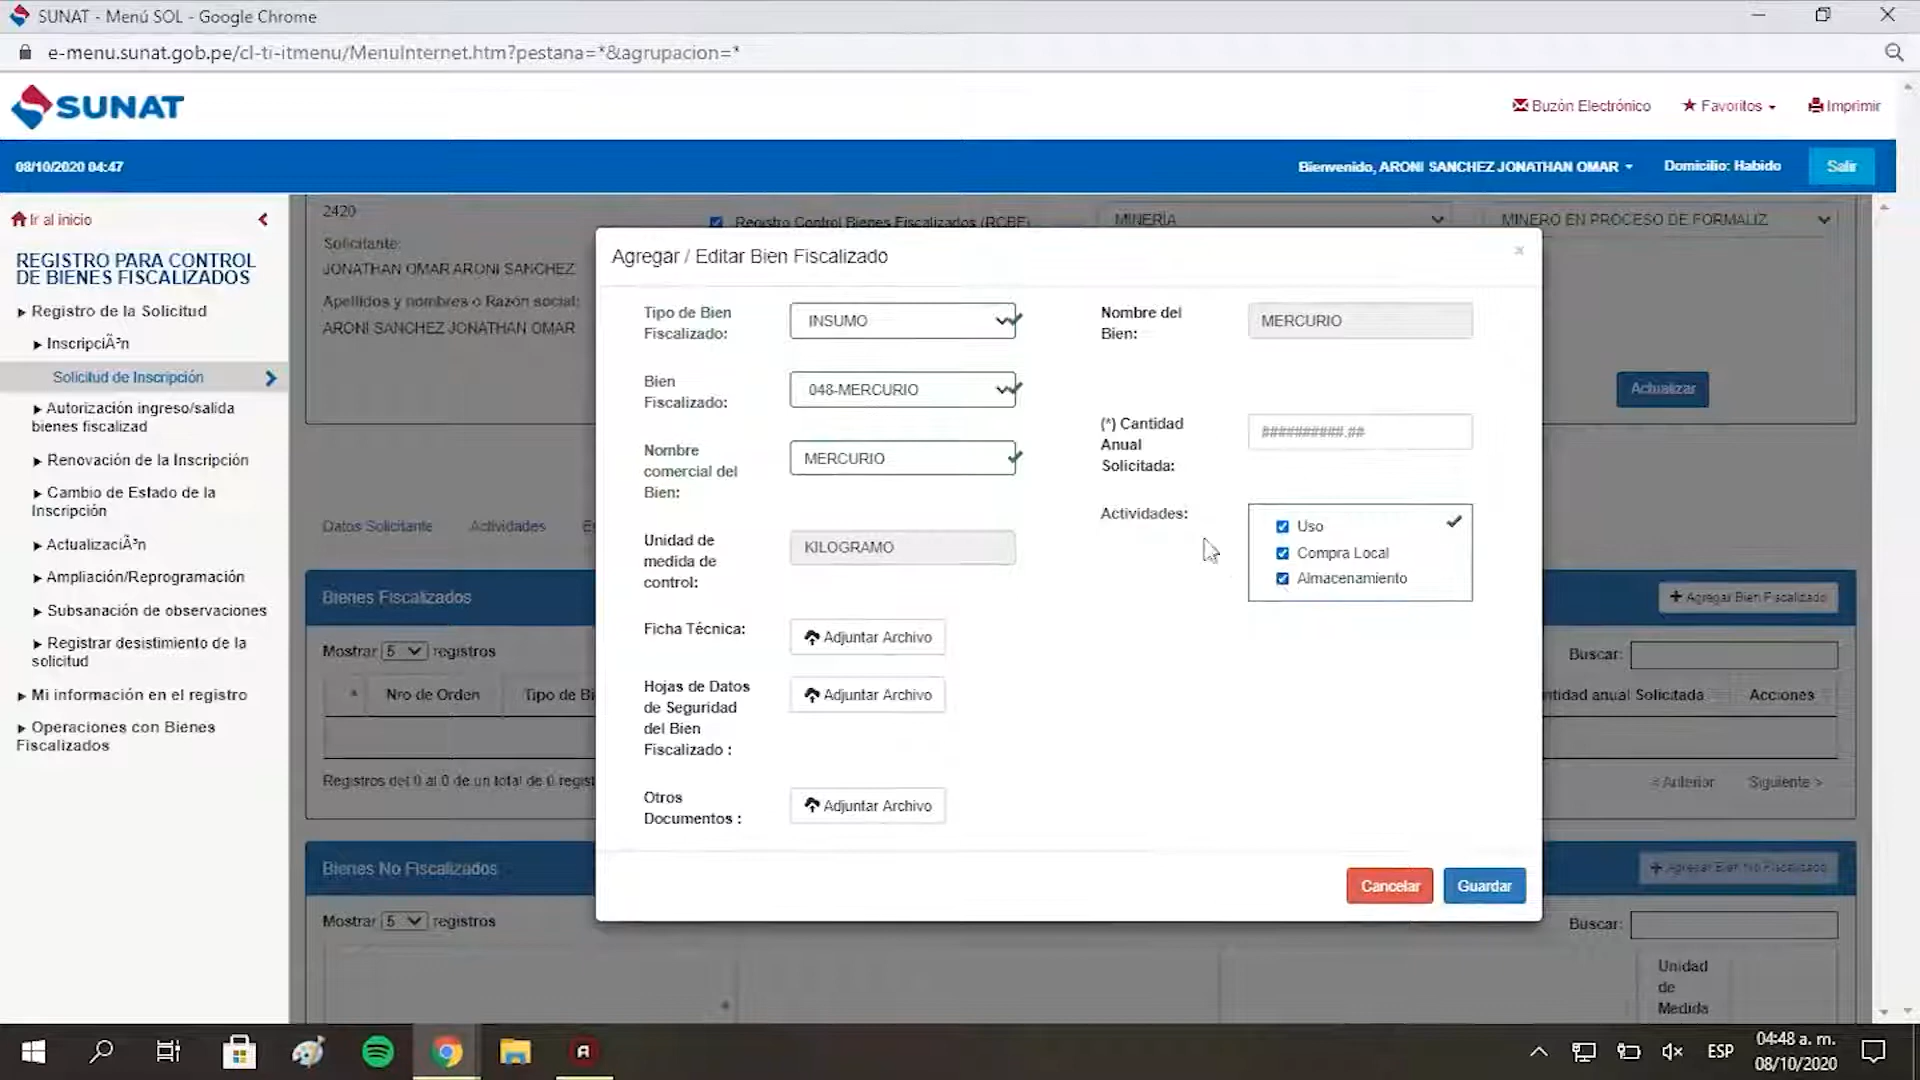 SUNAT - Menú SOL - Google Chrome
e-menu.sunat.gob.pe/cl-ti-itmenu/MenuInternet.htm?pestana=*&agrupacion=*
SUNAT
Buzón Electrónico
Favoritos
Imprimir
08/10/2020 04:47
Bienvenido, ARONI SANCHEZ JONATHAN OMAR
Domicilio: Habido
Salir
Ir al inicio
REGISTRO PARA CONTROL
DE BIENES FISCALIZADOS
Registro de la Solicitud
InscripciÃ³n
Solicitud de Inscripción
Autorización ingreso/salida
bienes fiscalizad
Renovación de la Inscripción
Cambio de Estado de la
Inscripción
ActualizaciÃ³n
Ampliación/Reprogramación
Subsanación de observaciones
Registrar desistimiento de la
solicitud
Mi información en el registro
Operaciones con Bienes
Fiscalizados
2420
Solicitante:
JONATHAN OMAR ARONI SANCHEZ
Apellidos y nombres o Razón social:
ARONI SANCHEZ JONATHAN OMAR
Registro Control Bienes Fiscalizados (RCBF)
MINERÍA
MINERO EN PROCESO DE FORMALIZ
Actualizar
Datos Solicitante
Actividades
Bienes Fiscalizados
Agregar Bien Fiscalizado
Mostrar 5 registros
Buscar:
Nro de Orden
Tipo de Bi
ntidad anual Solicitada
Acciones
Registros del 0 al 0 de un total de 0 regist
< Anterior
Siguiente >
Bienes No Fiscalizados
Agregar Bien No Fiscalizado
Mostrar 5 registros
Buscar:
Unidad
de
Medida
Agregar / Editar Bien Fiscalizado
×
Tipo de Bien
Fiscalizado:
INSUMO
Nombre del
Bien:
MERCURIO
Bien
Fiscalizado:
048-MERCURIO
(*) Cantidad
Anual
Solicitada:
##########.##
Nombre
comercial del
Bien:
MERCURIO
Actividades:
Uso
Compra Local
Almacenamiento
Unidad de
medida de
control:
KILOGRAMO
Ficha Técnica:
Adjuntar Archivo
Hojas de Datos
de Seguridad
del Bien
Fiscalizado :
Adjuntar Archivo
Otros
Documentos :
Adjuntar Archivo
Cancelar
Guardar
ESP
04:48 a. m.
08/10/2020